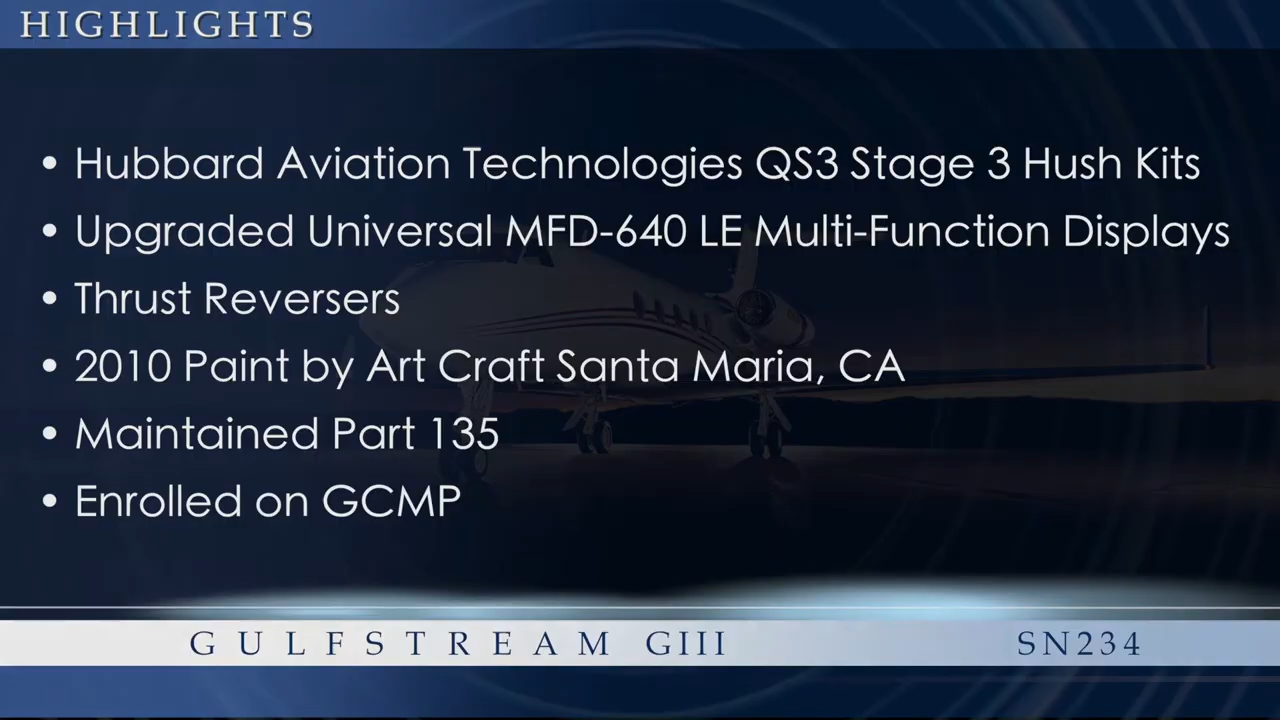 HIGHLIGHTS
• Hubbard Aviation Technologies QS3 Stage 3 Hush Kits
• Upgraded Universal MFD-640 LE Multi-Function Displays
• Thrust Reversers
• 2010 Paint by Art Craft Santa Maria, CA
• Maintained Part 135
• Enrolled on GCMP
GULFSTREAM GIII SN234